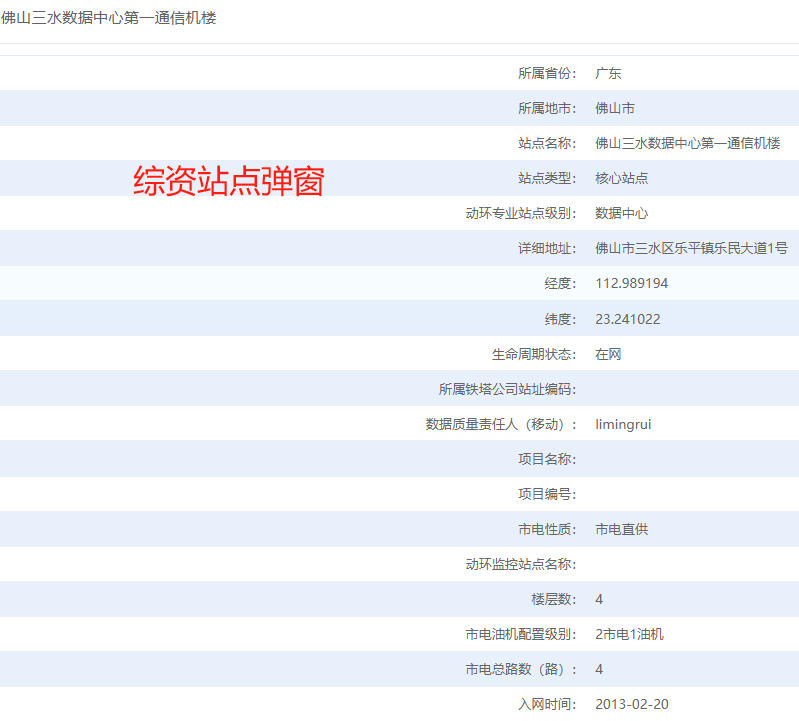 佛山三水数据中心第一通信机楼
所属省份： 广东
所属地市： 佛山市
站点名称： 佛山三水数据中心第一通信机楼
综资站点弹窗
站点类型： 核心站点
动环专业站点级别： 数据中心
详细地址： 佛山市三水区乐平镇乐民大道1号
经度： 112.989194
纬度： 23.241022
生命周期状态： 在网
所属铁塔公司站址编码：
数据质量责任人（移动）： limingrui
项目名称：
项目编号：
市电性质： 市电直供
动环监控站点名称：
楼层数： 4
市电油机配置级别： 2市电1油机
市电总路数（路）： 4
入网时间： 2013-02-20